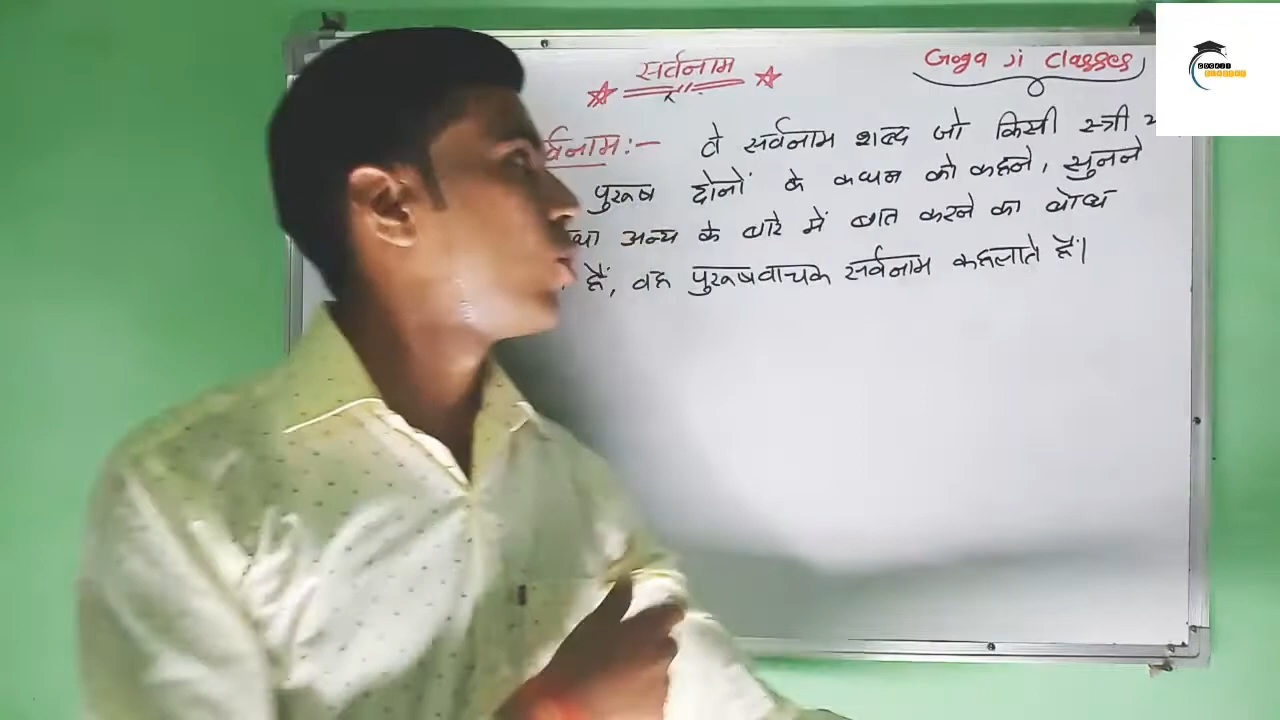 सर्वनाम
Goga ji Classes
र्वनाम :- वे सर्वनाम शब्द जो किसी स्त्री
पुरूष दोनों के कथन को कहने, सुनने
था अन्य के बारे में बात करने का बोध
हैं, वह पुरूषवाचक सर्वनाम कहलाते हैं।